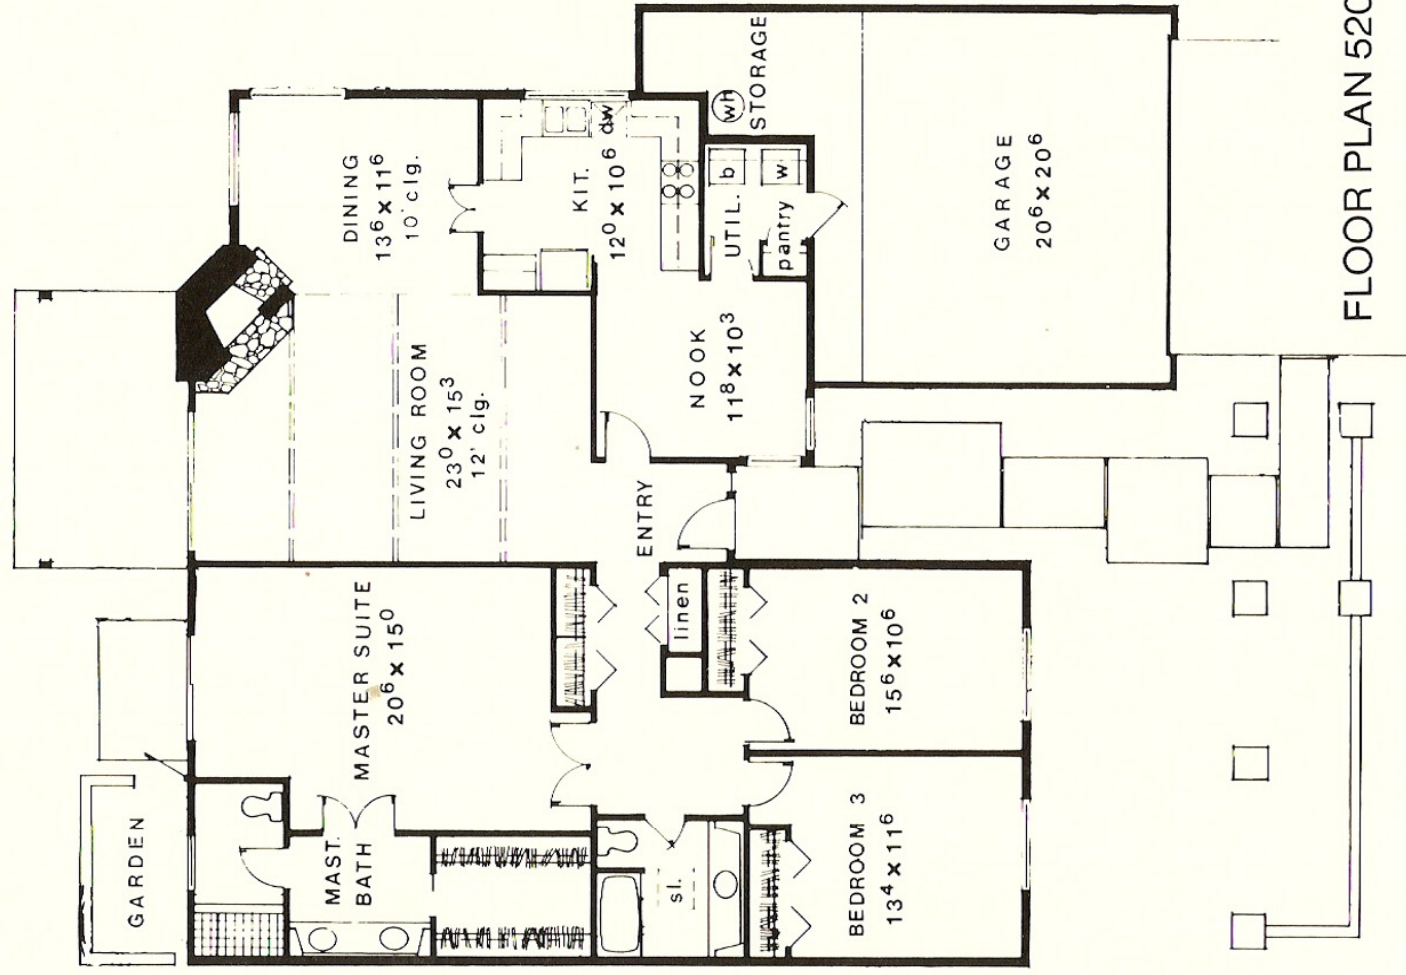 FLOOR PLAN 520
GARDEN
MAST.
BATH
MASTER SUITE
20⁶ x 15⁰
LIVING ROOM
23⁰ x 15³
12' clg.
DINING
13⁶ x 11⁶
10' clg.
KIT.
12⁰ x 10⁶
dw
wh
STORAGE
UTIL.
b
w
pantry
NOOK
11⁸ x 10³
ENTRY
linen
GARAGE
20⁶ x 20⁶
BEDROOM 2
15⁶ x 10⁶
BEDROOM 3
13⁴ x 11⁶
sl.